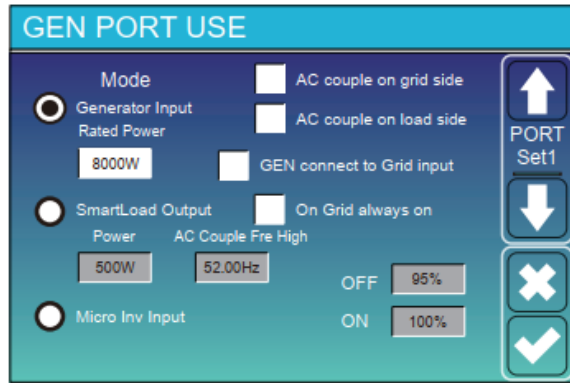 GEN PORT USE
Mode
AC couple on grid side
Generator Input
Rated Power
AC couple on load side
8000W
GEN connect to Grid input
PORT
Set1
SmartLoad Output
On Grid always on
Power
AC Couple Fre High
500W
52.00Hz
OFF
95%
Micro Inv Input
ON
100%